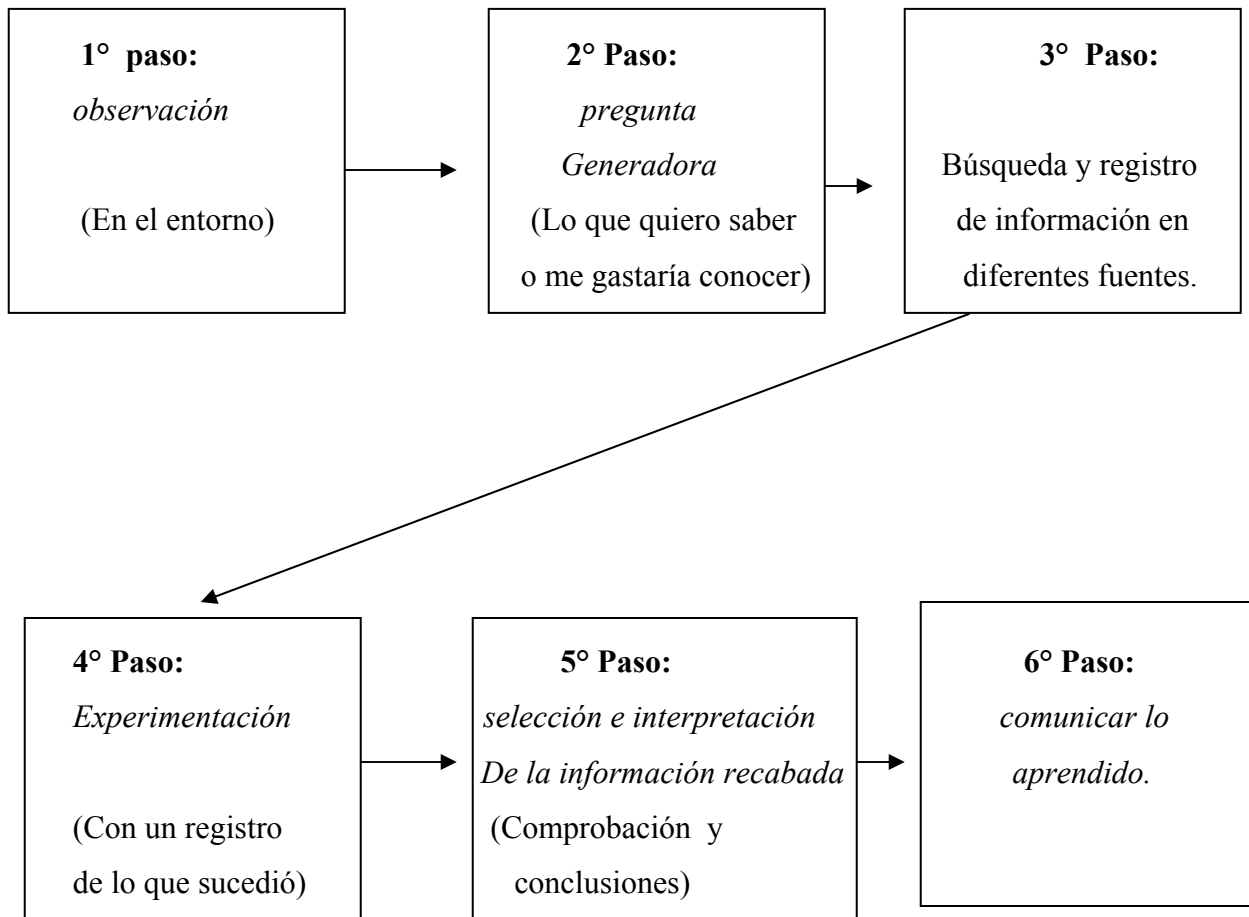 1° paso:
observación
(En el entorno)
2° Paso:
pregunta
Generadora
(Lo que quiero saber
o me gastaría conocer)
3° Paso:
Búsqueda y registro
de información en
diferentes fuentes.
4° Paso:
Experimentación
(Con un registro
de lo que sucedió)
5° Paso:
selección e interpretación
De la información recabada
(Comprobación y
conclusiones)
6° Paso:
comunicar lo
aprendido.